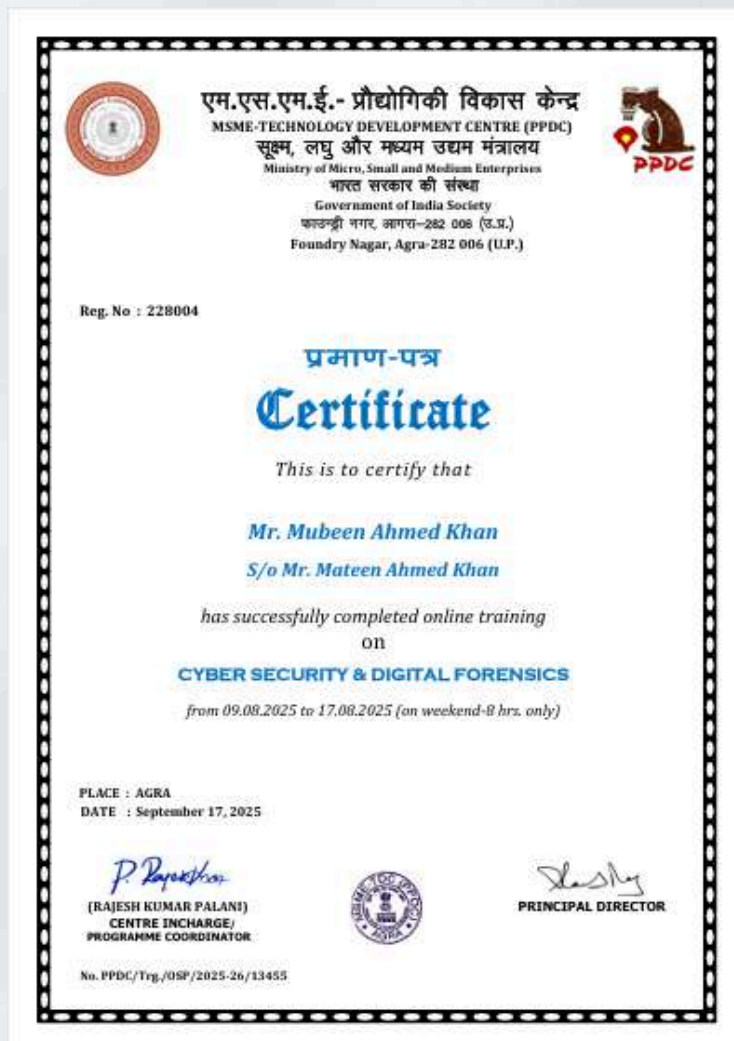 एम.एस.एम.ई.- प्रौद्योगिकी विकास केन्द्र
MSME-TECHNOLOGY DEVELOPMENT CENTRE (PPDC)
सूक्ष्म, लघु और मध्यम उद्यम मंत्रालय
Ministry of Micro, Small and Medium Enterprises
भारत सरकार की संस्था
Government of India Society
फाउन्ड्री नगर, आगरा–282 006 (उ.प्र.)
Foundry Nagar, Agra-282 006 (U.P.)
PPDC
Reg. No : 228004
प्रमाण-पत्र
Certificate
This is to certify that
Mr. Mubeen Ahmed Khan
S/o Mr. Mateen Ahmed Khan
has successfully completed online training
on
CYBER SECURITY & DIGITAL FORENSICS
from 09.08.2025 to 17.08.2025 (on weekend-8 hrs. only)
PLACE : AGRA
DATE : September 17, 2025
(RAJESH KUMAR PALANI)
CENTRE INCHARGE/
PROGRAMME COORDINATOR
MSME-TDC (PPDC)
AGRA
PRINCIPAL DIRECTOR
No. PPDC/Trg./OSP/2025-26/13455